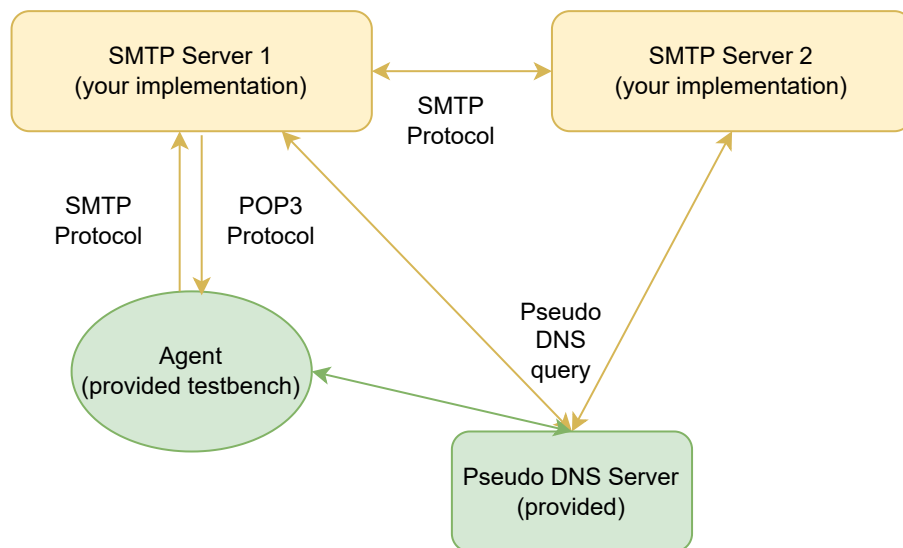 SMTP Server 1
(your implementation)
SMTP Server 2
(your implementation)
SMTP
Protocol
SMTP
Protocol
POP3
Protocol
Pseudo
DNS
query
Agent
(provided testbench)
Pseudo DNS Server
(provided)